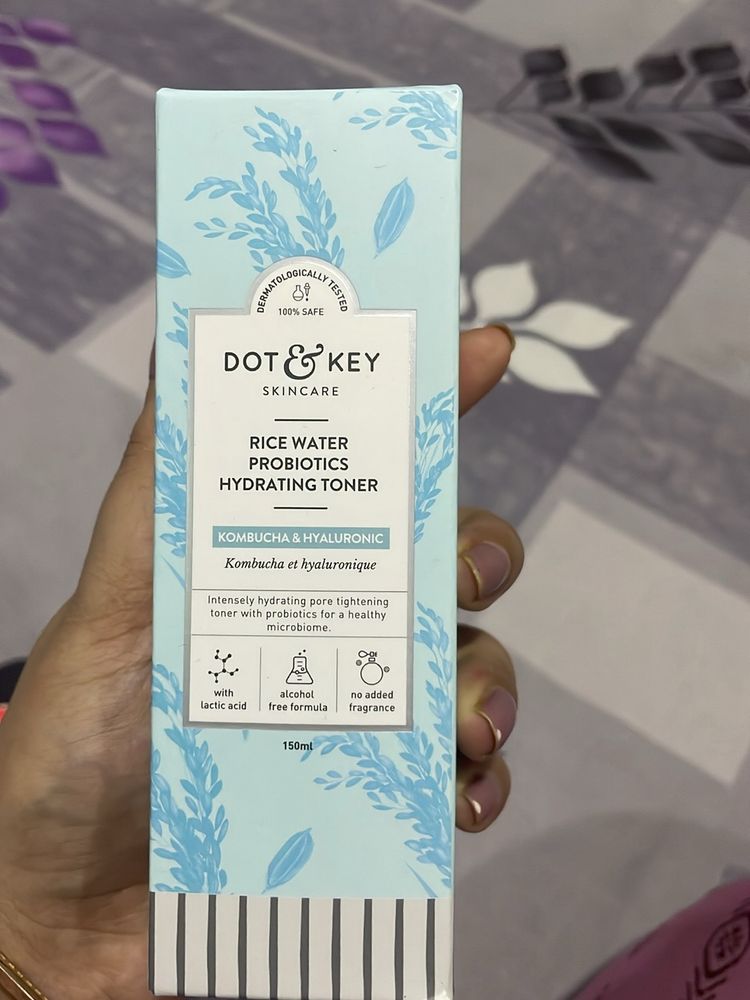 DERMATOLOGICALLY TESTED
100% SAFE
DOT & KEY
SKINCARE
RICE WATER
PROBIOTICS
HYDRATING TONER
KOMBUCHA & HYALURONIC
Kombucha et hyaluronique
Intensely hydrating pore tightening
toner with probiotics for a healthy
microbiome.
with
lactic acid
alcohol
free formula
no added
fragrance
150ml